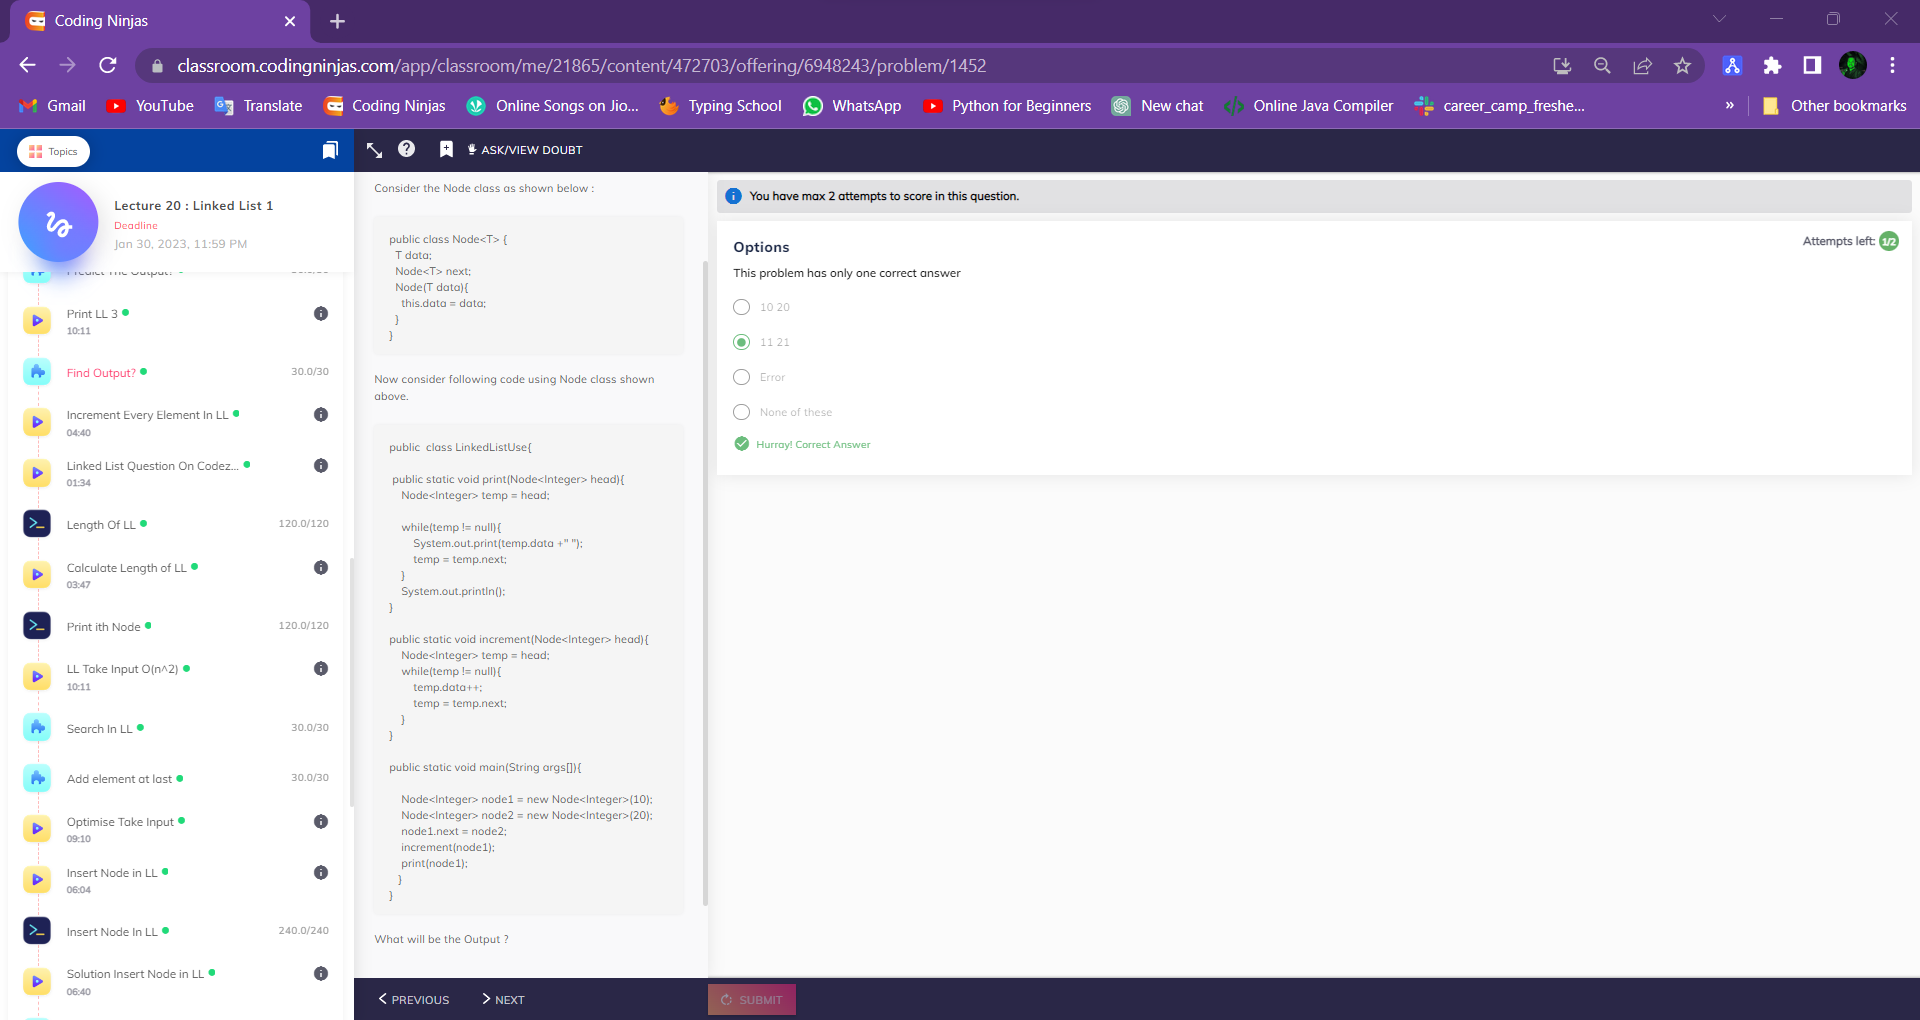 Coding Ninjas
classroom.codingninjas.com/app/classroom/me/21865/content/472703/offering/6948243/problem/1452
Gmail YouTube Translate Coding Ninjas Online Songs on Jio... Typing School WhatsApp Python for Beginners New chat Online Java Compiler career_camp_freshe... » Other bookmarks
Topics
ASK/VIEW DOUBT
Lecture 20 : Linked List 1
Deadline
Jan 30, 2023, 11:59 PM
Predict The Output?
Print LL 3
10:11
Find Output? 30.0/30
Increment Every Element In LL
04:40
Linked List Question On Codez...
01:34
Length Of LL 120.0/120
Calculate Length of LL
03:47
Print ith Node 120.0/120
LL Take Input O(n^2)
10:11
Search In LL 30.0/30
Add element at last 30.0/30
Optimise Take Input
09:10
Insert Node in LL
06:04
Insert Node In LL 240.0/240
Solution Insert Node in LL
06:40
Consider the Node class as shown below :
public class Node<T> {
T data;
Node<T> next;
Node(T data){
this.data = data;
}
}
Now consider following code using Node class shown
above.
public  class LinkedListUse{
public static void print(Node<Integer> head){
Node<Integer> temp = head;
while(temp != null){
System.out.print(temp.data +" ");
temp = temp.next;
}
System.out.println();
}
public static void increment(Node<Integer> head){
Node<Integer> temp = head;
while(temp != null){
temp.data++;
temp = temp.next;
}
}
public static void main(String args[]){
Node<Integer> node1 = new Node<Integer>(10);
Node<Integer> node2 = new Node<Integer>(20);
node1.next = node2;
increment(node1);
print(node1);
}
}
What will be the Output ?
PREVIOUS NEXT
You have max 2 attempts to score in this question.
Options
Attempts left: 1/2
This problem has only one correct answer
10 20
11 21
Error
None of these
Hurray! Correct Answer
SUBMIT